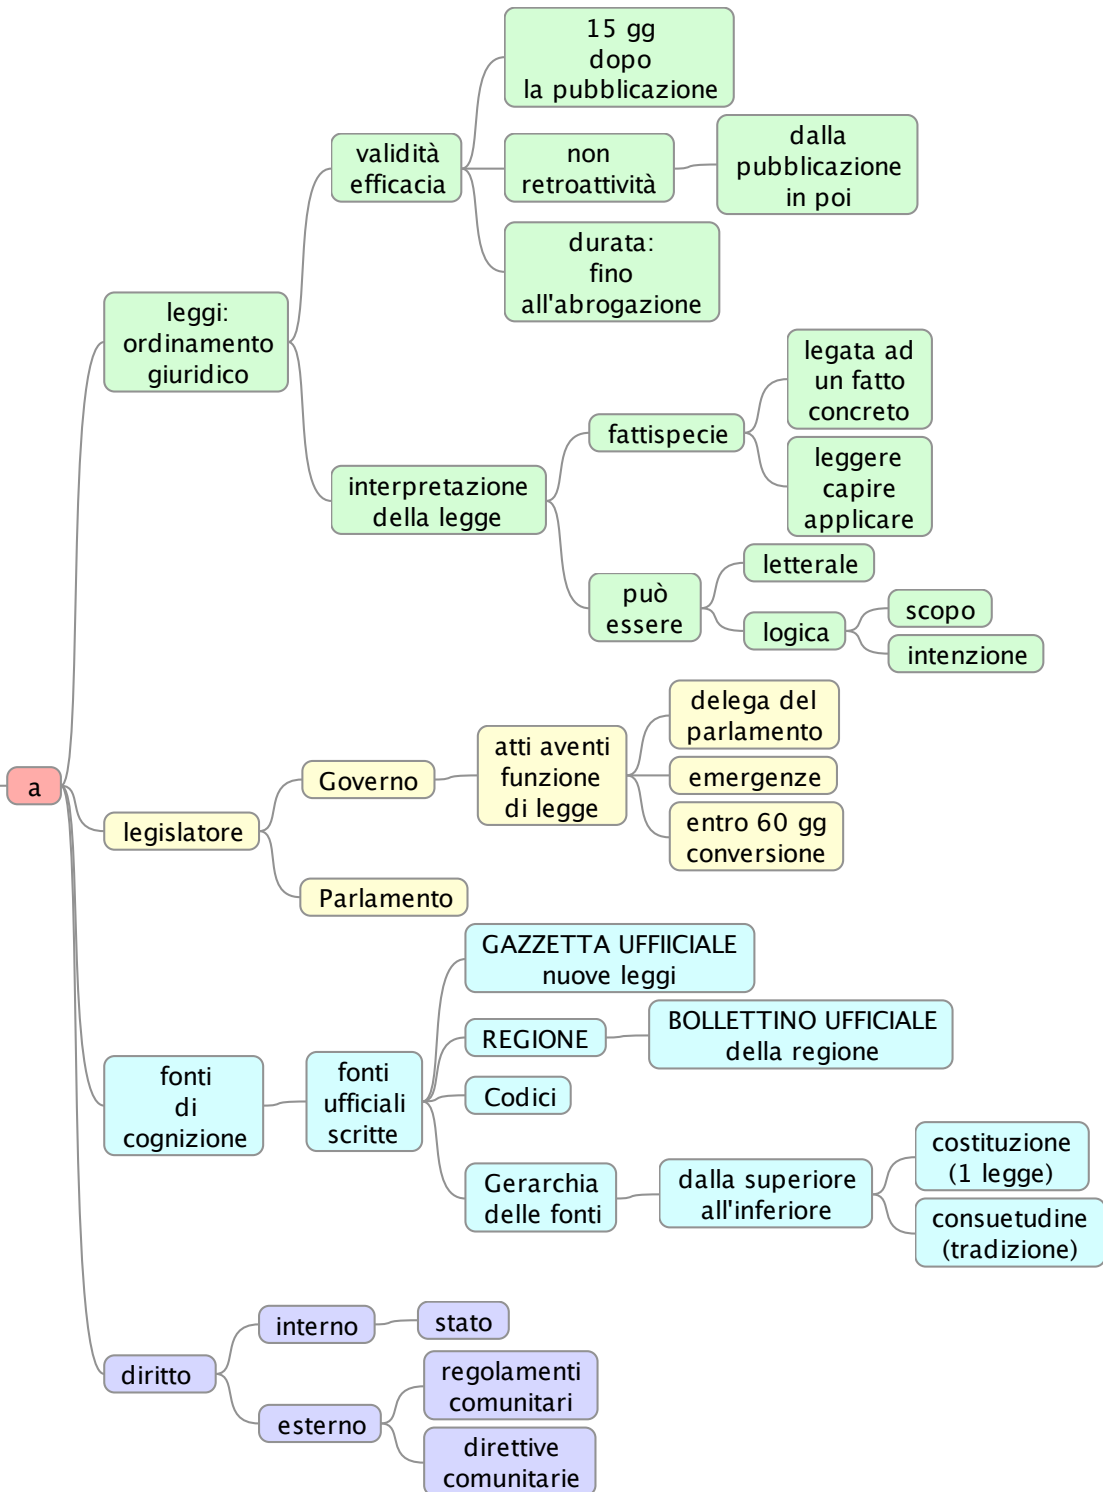 15 gg
dopo
la pubblicazione
validità
efficacia
non
retroattività
dalla
pubblicazione
in poi
durata:
fino
all'abrogazione
leggi:
ordinamento
giuridico
interpretazione
della legge
fattispecie
legata ad
un fatto
concreto
leggere
capire
applicare
può
essere
letterale
logica
scopo
intenzione
a
legislatore
Governo
atti aventi
funzione
di legge
delega del
parlamento
emergenze
entro 60 gg
conversione
Parlamento
fonti
di
cognizione
fonti
ufficiali
scritte
GAZZETTA UFFIICIALE
nuove leggi
REGIONE
BOLLETTINO UFFICIALE
della regione
Codici
Gerarchia
delle fonti
dalla superiore
all'inferiore
costituzione
(1 legge)
consuetudine
(tradizione)
diritto
interno
stato
esterno
regolamenti
comunitari
direttive
comunitarie